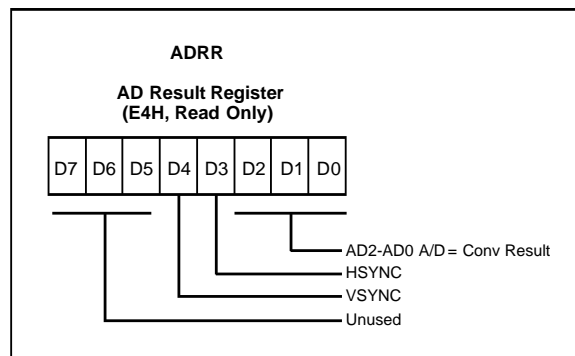 ADRR
AD Result Register
(E4H, Read Only)
D7 D6 D5 D4 D3 D2 D1 D0
AD2-AD0 A/D = Conv Result
HSYNC
VSYNC
Unused